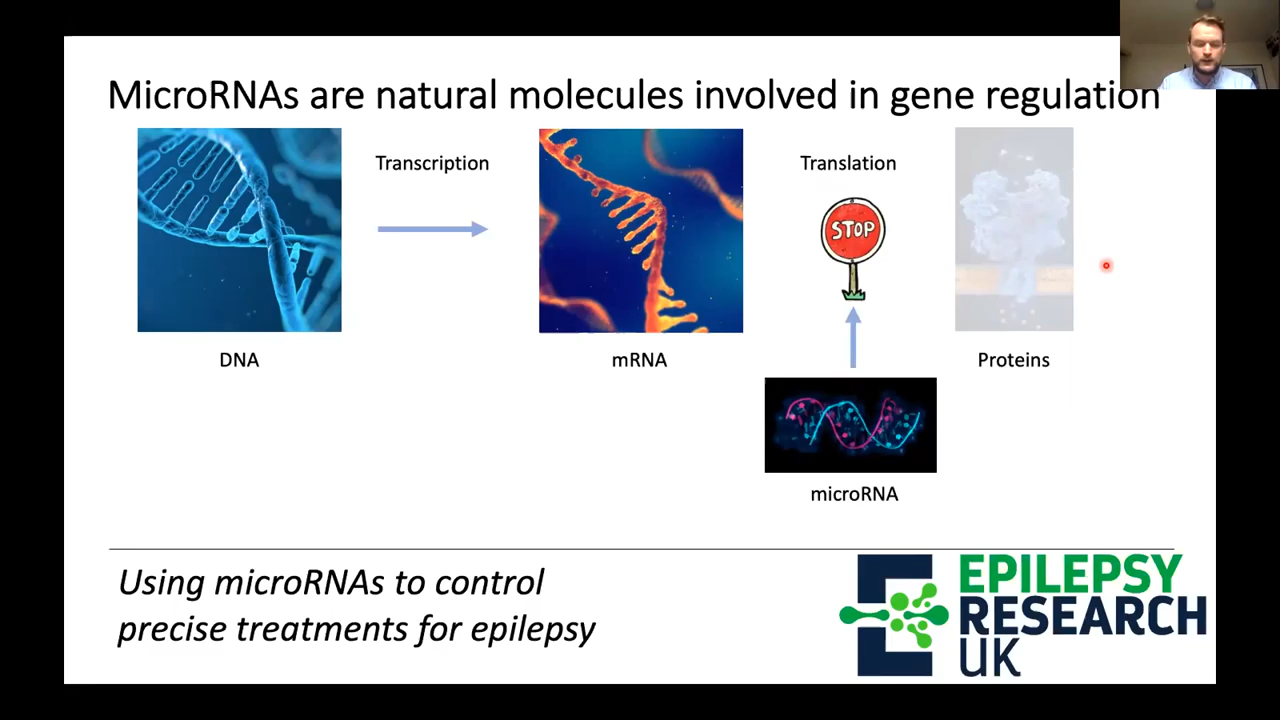 MicroRNAs are natural molecules involved in gene regulation
Transcription
Translation
STOP
DNA
mRNA
Proteins
microRNA
Using microRNAs to control
precise treatments for epilepsy
EPILEPSY
RESEARCH
UK